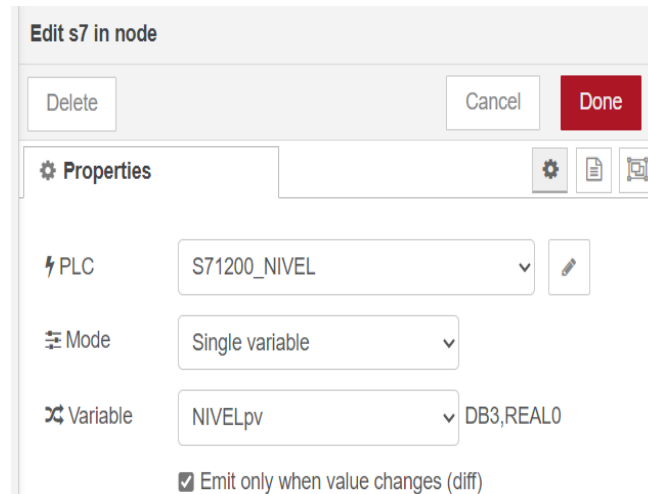 Edit s7 in node
Delete Cancel Done
Properties
PLC S71200_NIVEL
Mode Single variable
Variable NIVELpv DB3,REAL0
Emit only when value changes (diff)